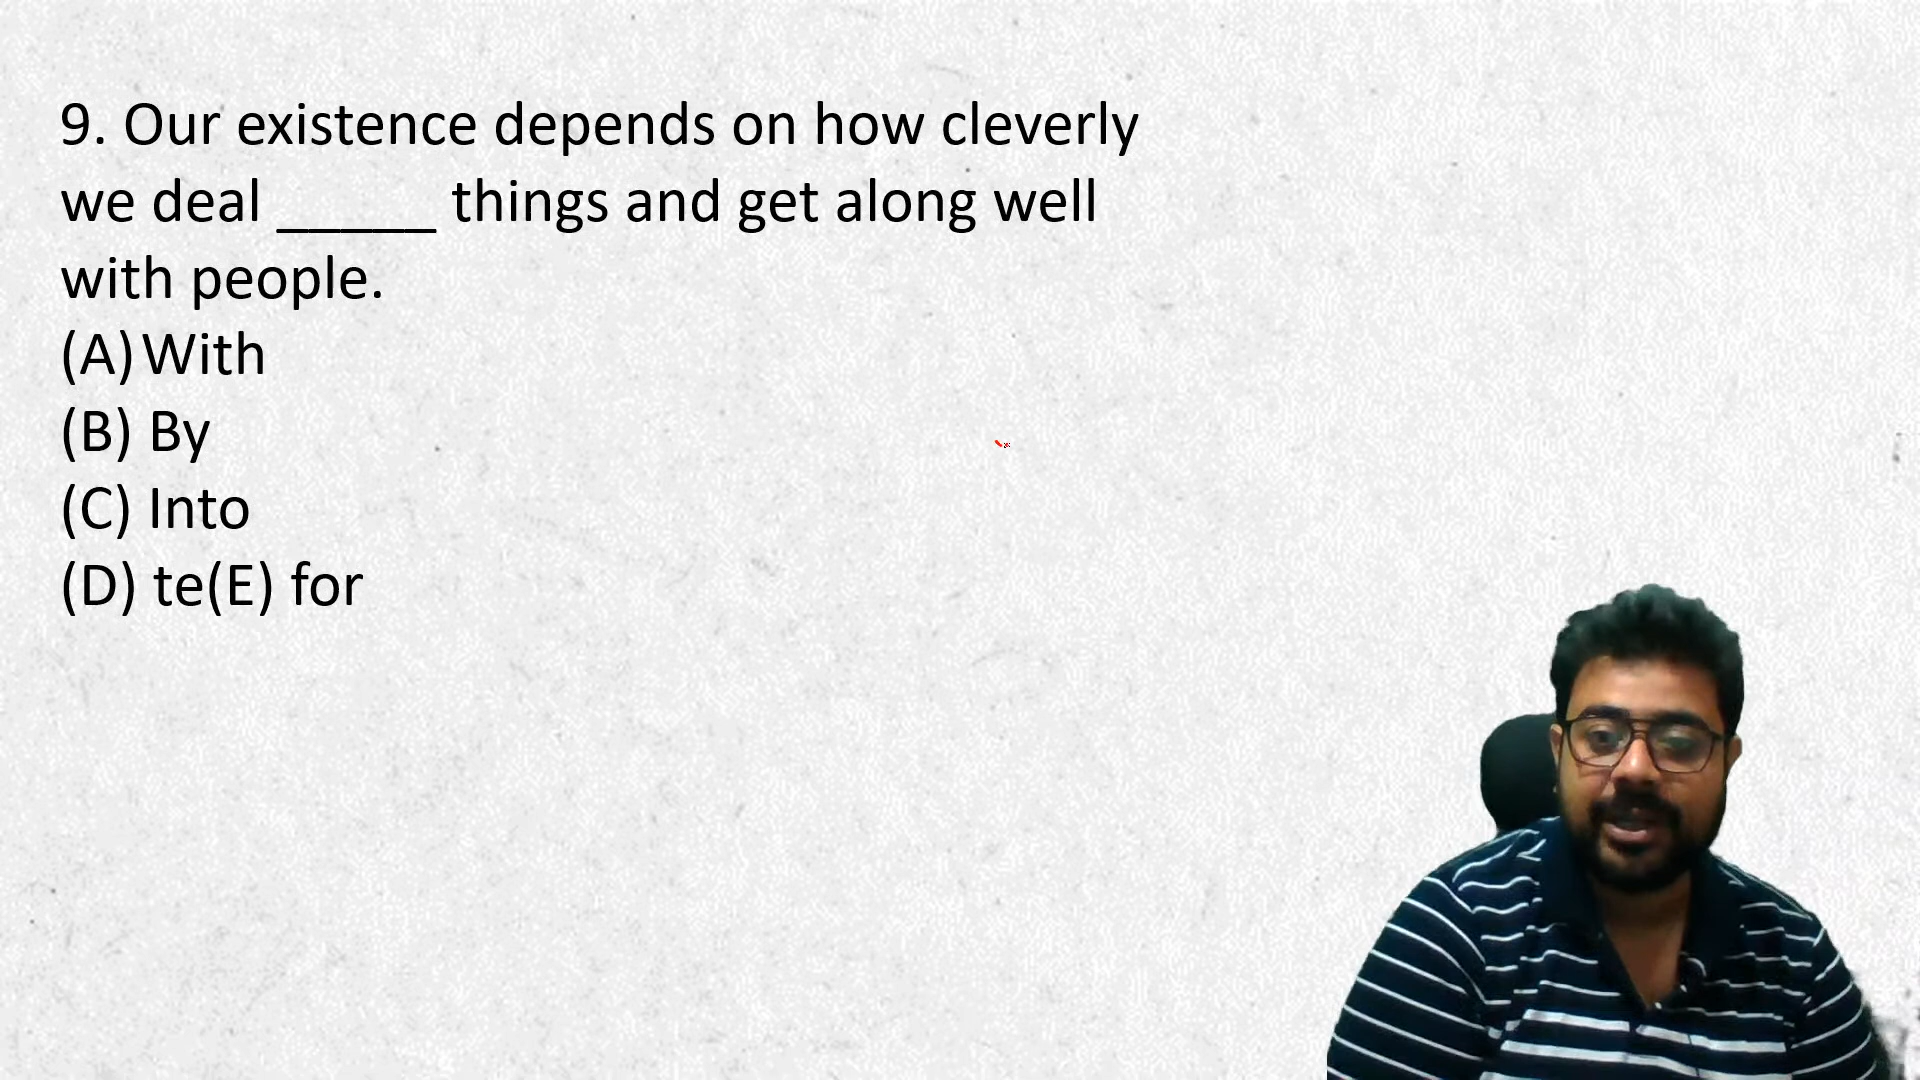 9. Our existence depends on how cleverly
we deal _____ things and get along well
with people.
(A) With
(B) By
(C) Into
(D) te(E) for